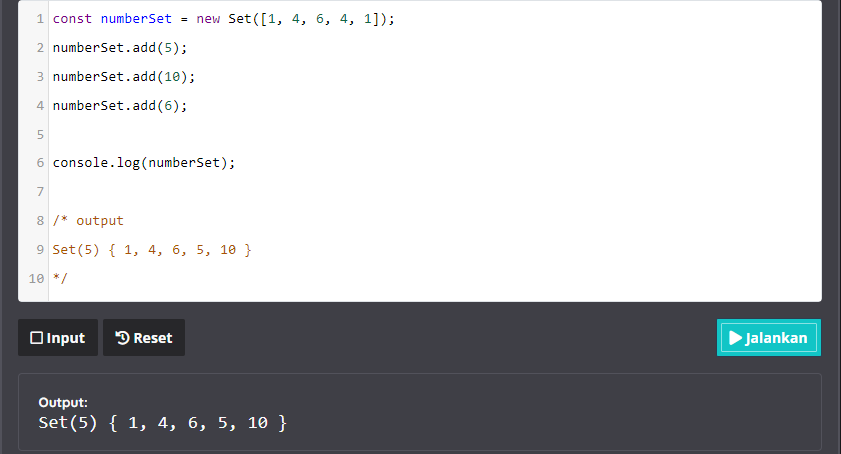 1 const numberSet = new Set([1, 4, 6, 4, 1]);
2 numberSet.add(5);
3 numberSet.add(10);
4 numberSet.add(6);
5
6 console.log(numberSet);
7
8 /* output
9 Set(5) { 1, 4, 6, 5, 10 }
10 */
Input Reset Jalankan
Output:
Set(5) { 1, 4, 6, 5, 10 }